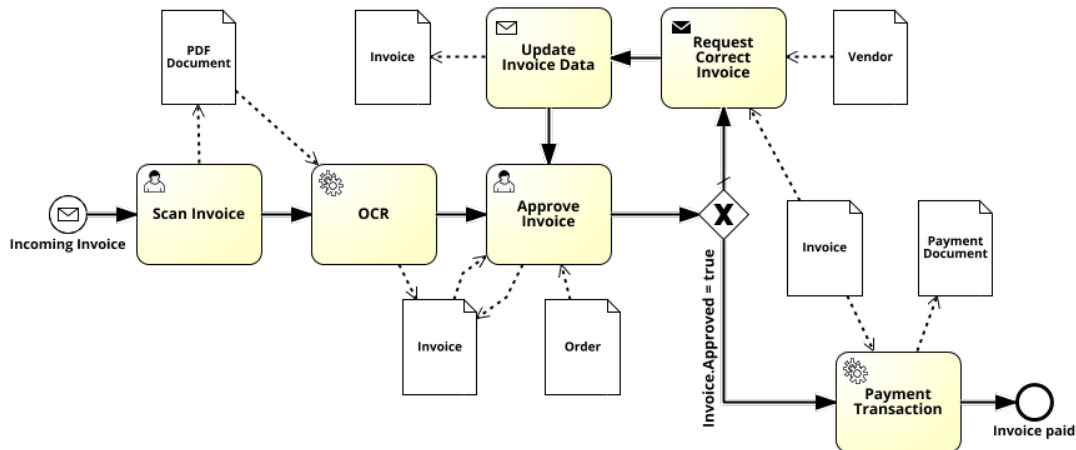 PDF
Document
Invoice
Update
Invoice Data
Request
Correct
Invoice
Vendor
Incoming Invoice
Scan Invoice
OCR
Approve
Invoice
X
Invoice
Payment
Document
Invoice.Approved = true
Invoice
Order
Payment
Transaction
Invoice paid